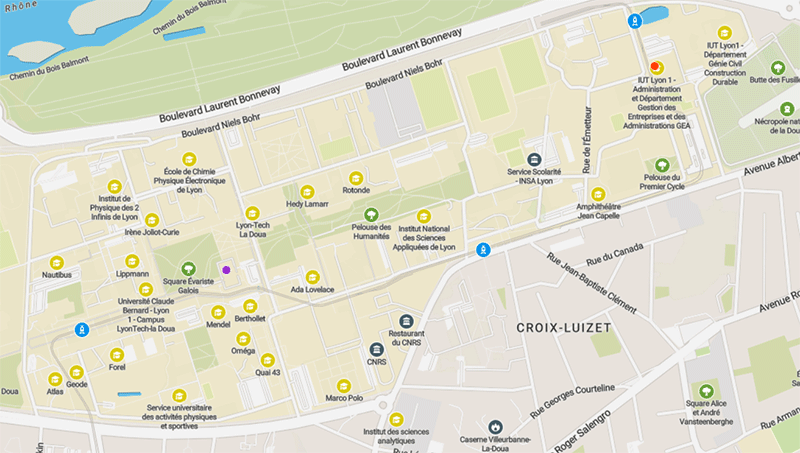 Rhône
Chemin du Bois Balmont
Chemin du Bois Balmont
Boulevard Laurent Bonnevay
Boulevard Laurent Bonnevay
Boulevard Niels Bohr
Boulevard Niels Bohr
IUT Lyon1 -
Département
Génie Civil
Construction
Durable
Butte des Fusillé
IUT Lyon 1 -
Administration
et Département
Gestion des
Entreprises et des
Administrations GEA
Nécropole nat
de la Dou
Rue de l'Émetteur
École de Chimie
Physique Électronique
de Lyon
Service Scolarité
- INSA Lyon
Pelouse du
Premier Cycle
Avenue Albert
Institut de
Physique des 2
Infinis de Lyon
Hedy Lamarr
Rotonde
Amphithéâtre
Jean Capelle
Irène Joliot-Curie
Lyon-Tech
La Doua
Pelouse des
Humanités
Institut National
des Sciences
Appliquées de Lyon
Rue du Canada
Nautibus
Lippmann
Square Évariste
Galois
Ada Lovelace
Rue Jean-Baptiste Clément
Université Claude
Bernard - Lyon
1 - Campus
LyonTech-la Doua
Mendel
Berthollet
Avenue Ro
Restaurant
du CNRS
CROIX-LUIZET
Forel
Oméga
Quai 43
CNRS
Doua
Atlas
Geode
Marco Polo
Rue Georges Courteline
Service universitaire
des activités physiques
et sportives
Square Alice
et André
Vansteenberghe
Roger Salengro
Rue Arman
Institut des sciences
analytiques
Caserne Villeurbanne-
La-Doua
kin